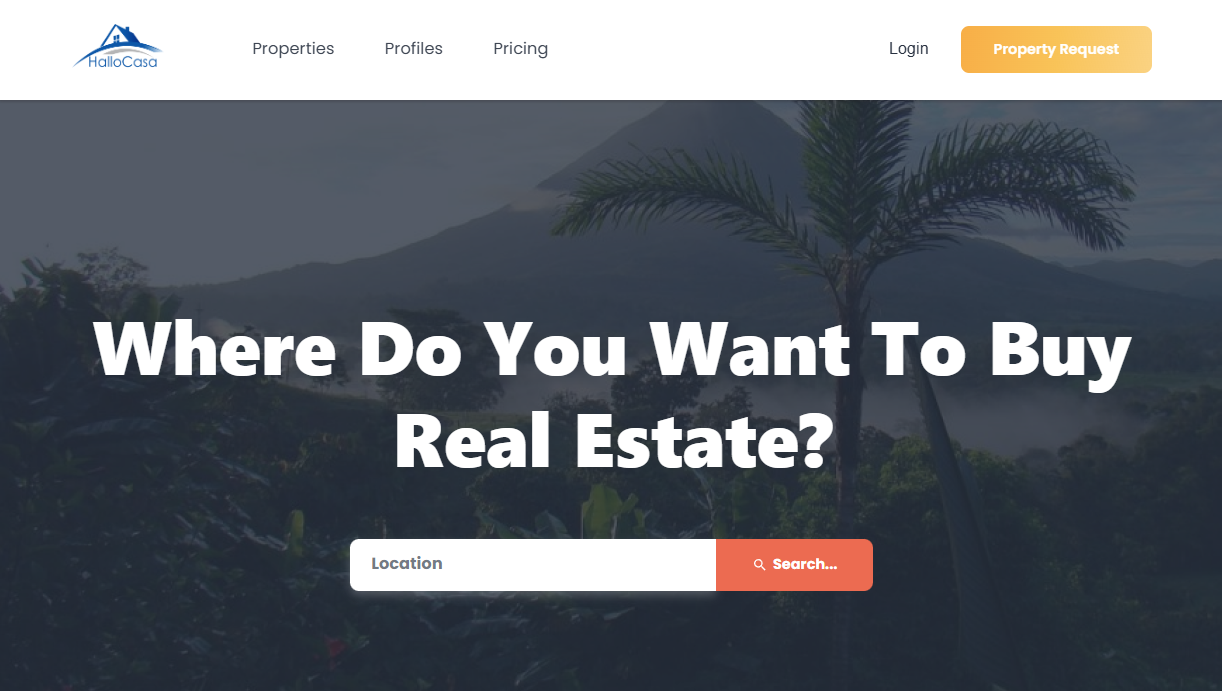 HalloCasa
Properties
Profiles
Pricing
Login
Property Request
Where Do You Want To Buy
Real Estate?
Location
Search...